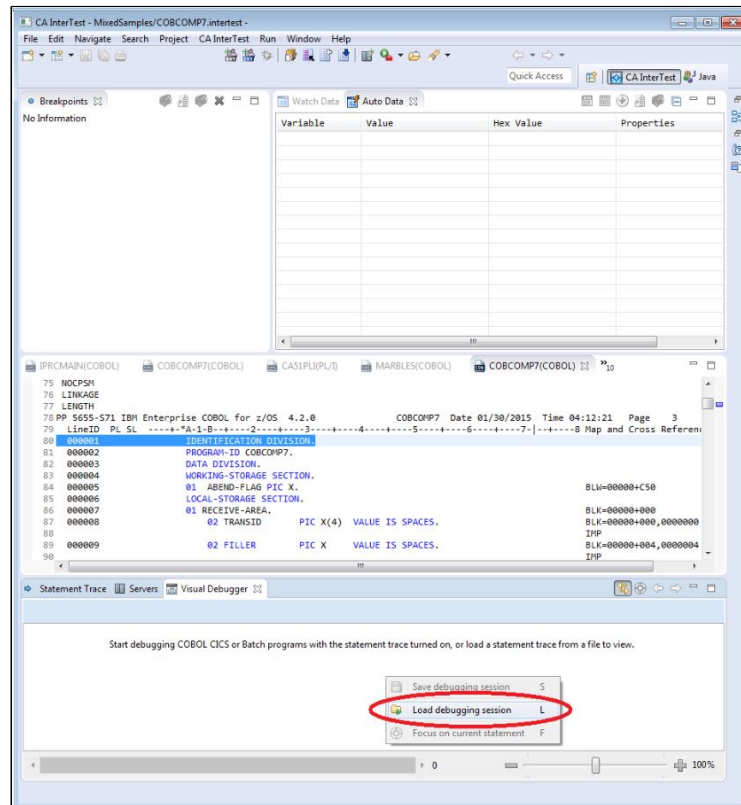 CA InterTest - MixedSamples/COBCOMP7.intertest -
File Edit Navigate Search Project CA InterTest Run Window Help
Quick Access CA InterTest Java
Breakpoints
No Information
Watch Data Auto Data
Variable Value Hex Value Properties
IPRCMAIN(COBOL) COBCOMP7(COBOL) CA51PLI(PL/I) MARBLES(COBOL) COBCOMP7(COBOL) »10
75 NOCPSM
76 LINKAGE
77 LENGTH
78 PP 5655-S71 IBM Enterprise COBOL for z/OS 4.2.0 COBCOMP7 Date 01/30/2015 Time 04:12:21 Page 3
79 LineID PL SL ----+-*A-1-B--+----2----+----3----+----4----+----5----+----6----+----7-|--+----8 Map and Cross Referen
80 000001 IDENTIFICATION DIVISION.
81 000002 PROGRAM-ID COBCOMP7.
82 000003 DATA DIVISION.
83 000004 WORKING-STORAGE SECTION.
84 000005 01 ABEND-FLAG PIC X. BLW=00000+C50
85 000006 LOCAL-STORAGE SECTION.
86 000007 01 RECEIVE-AREA. BLK=00000+000
87 000008 02 TRANSID PIC X(4) VALUE IS SPACES. BLK=00000+000,0000000
88 IMP
89 000009 02 FILLER PIC X VALUE IS SPACES. BLK=00000+004,0000004
90 IMP
Statement Trace Servers Visual Debugger
Start debugging COBOL CICS or Batch programs with the statement trace turned on, or load a statement trace from a file to view.
Save debugging session S
Load debugging session L
Focus on current statement F
0 100%